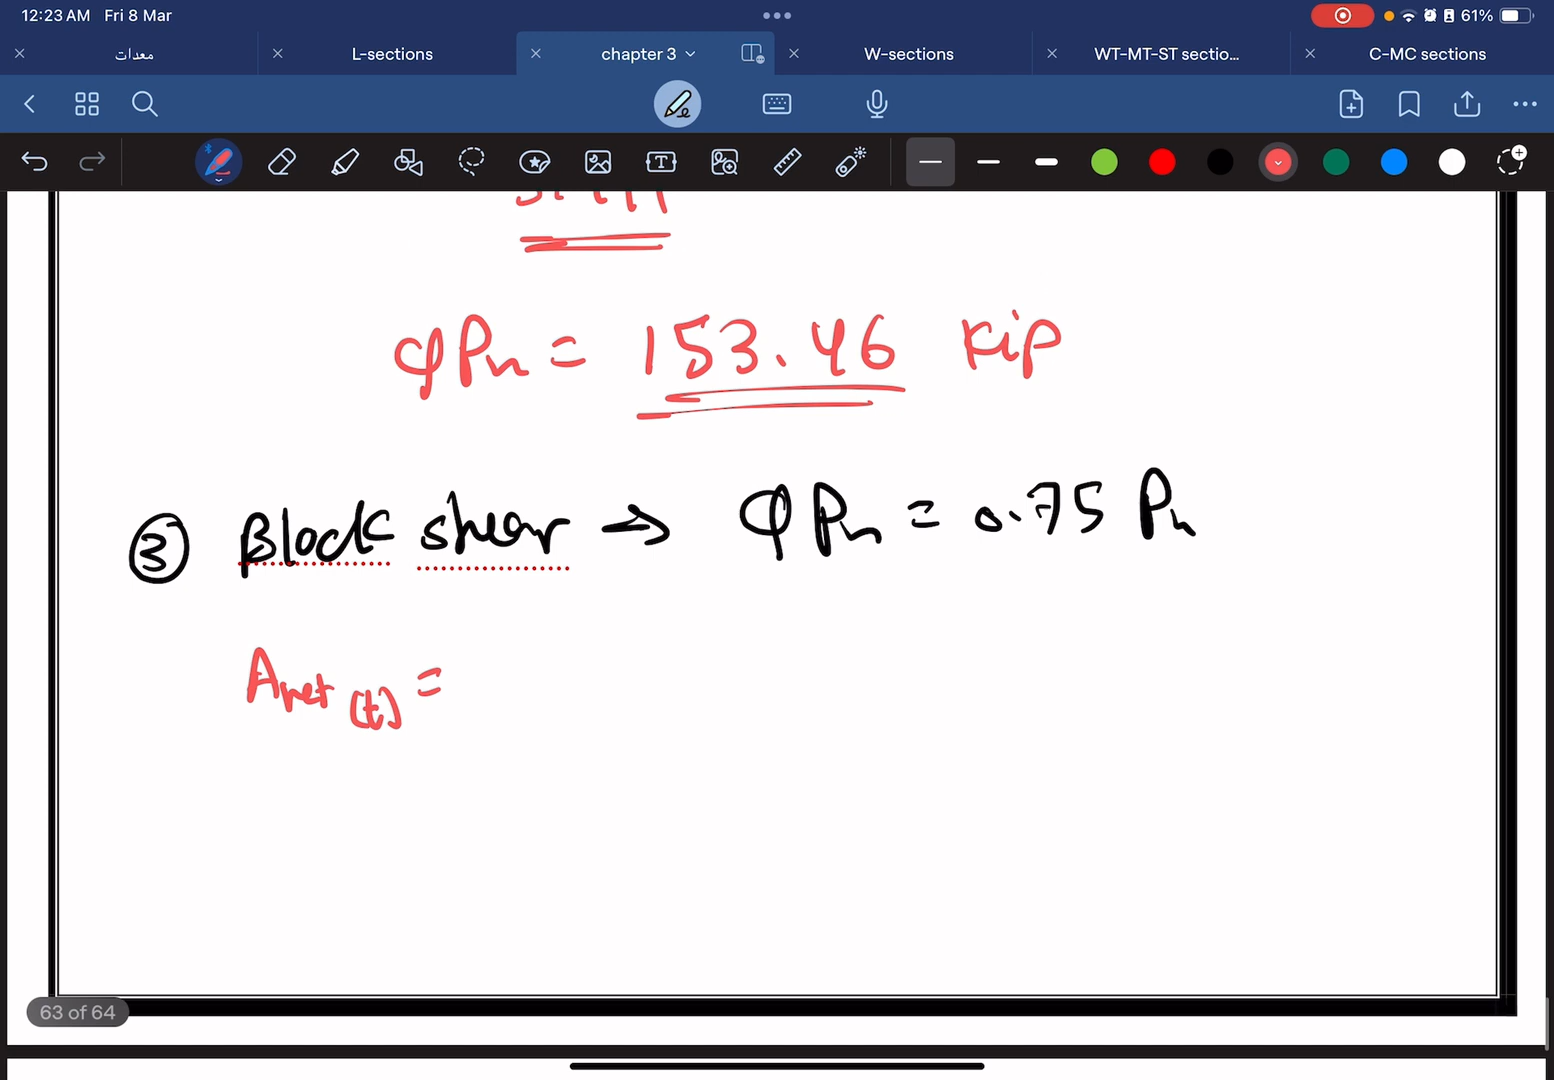 12:23 AM Fri 8 Mar
61%
معدات
L-sections
chapter 3
W-sections
WT-MT-ST sectio...
C-MC sections
φPn = 153.46 kip
③ Block shear → φPn = 0.75 Pn
Anet (t) =
63 of 64